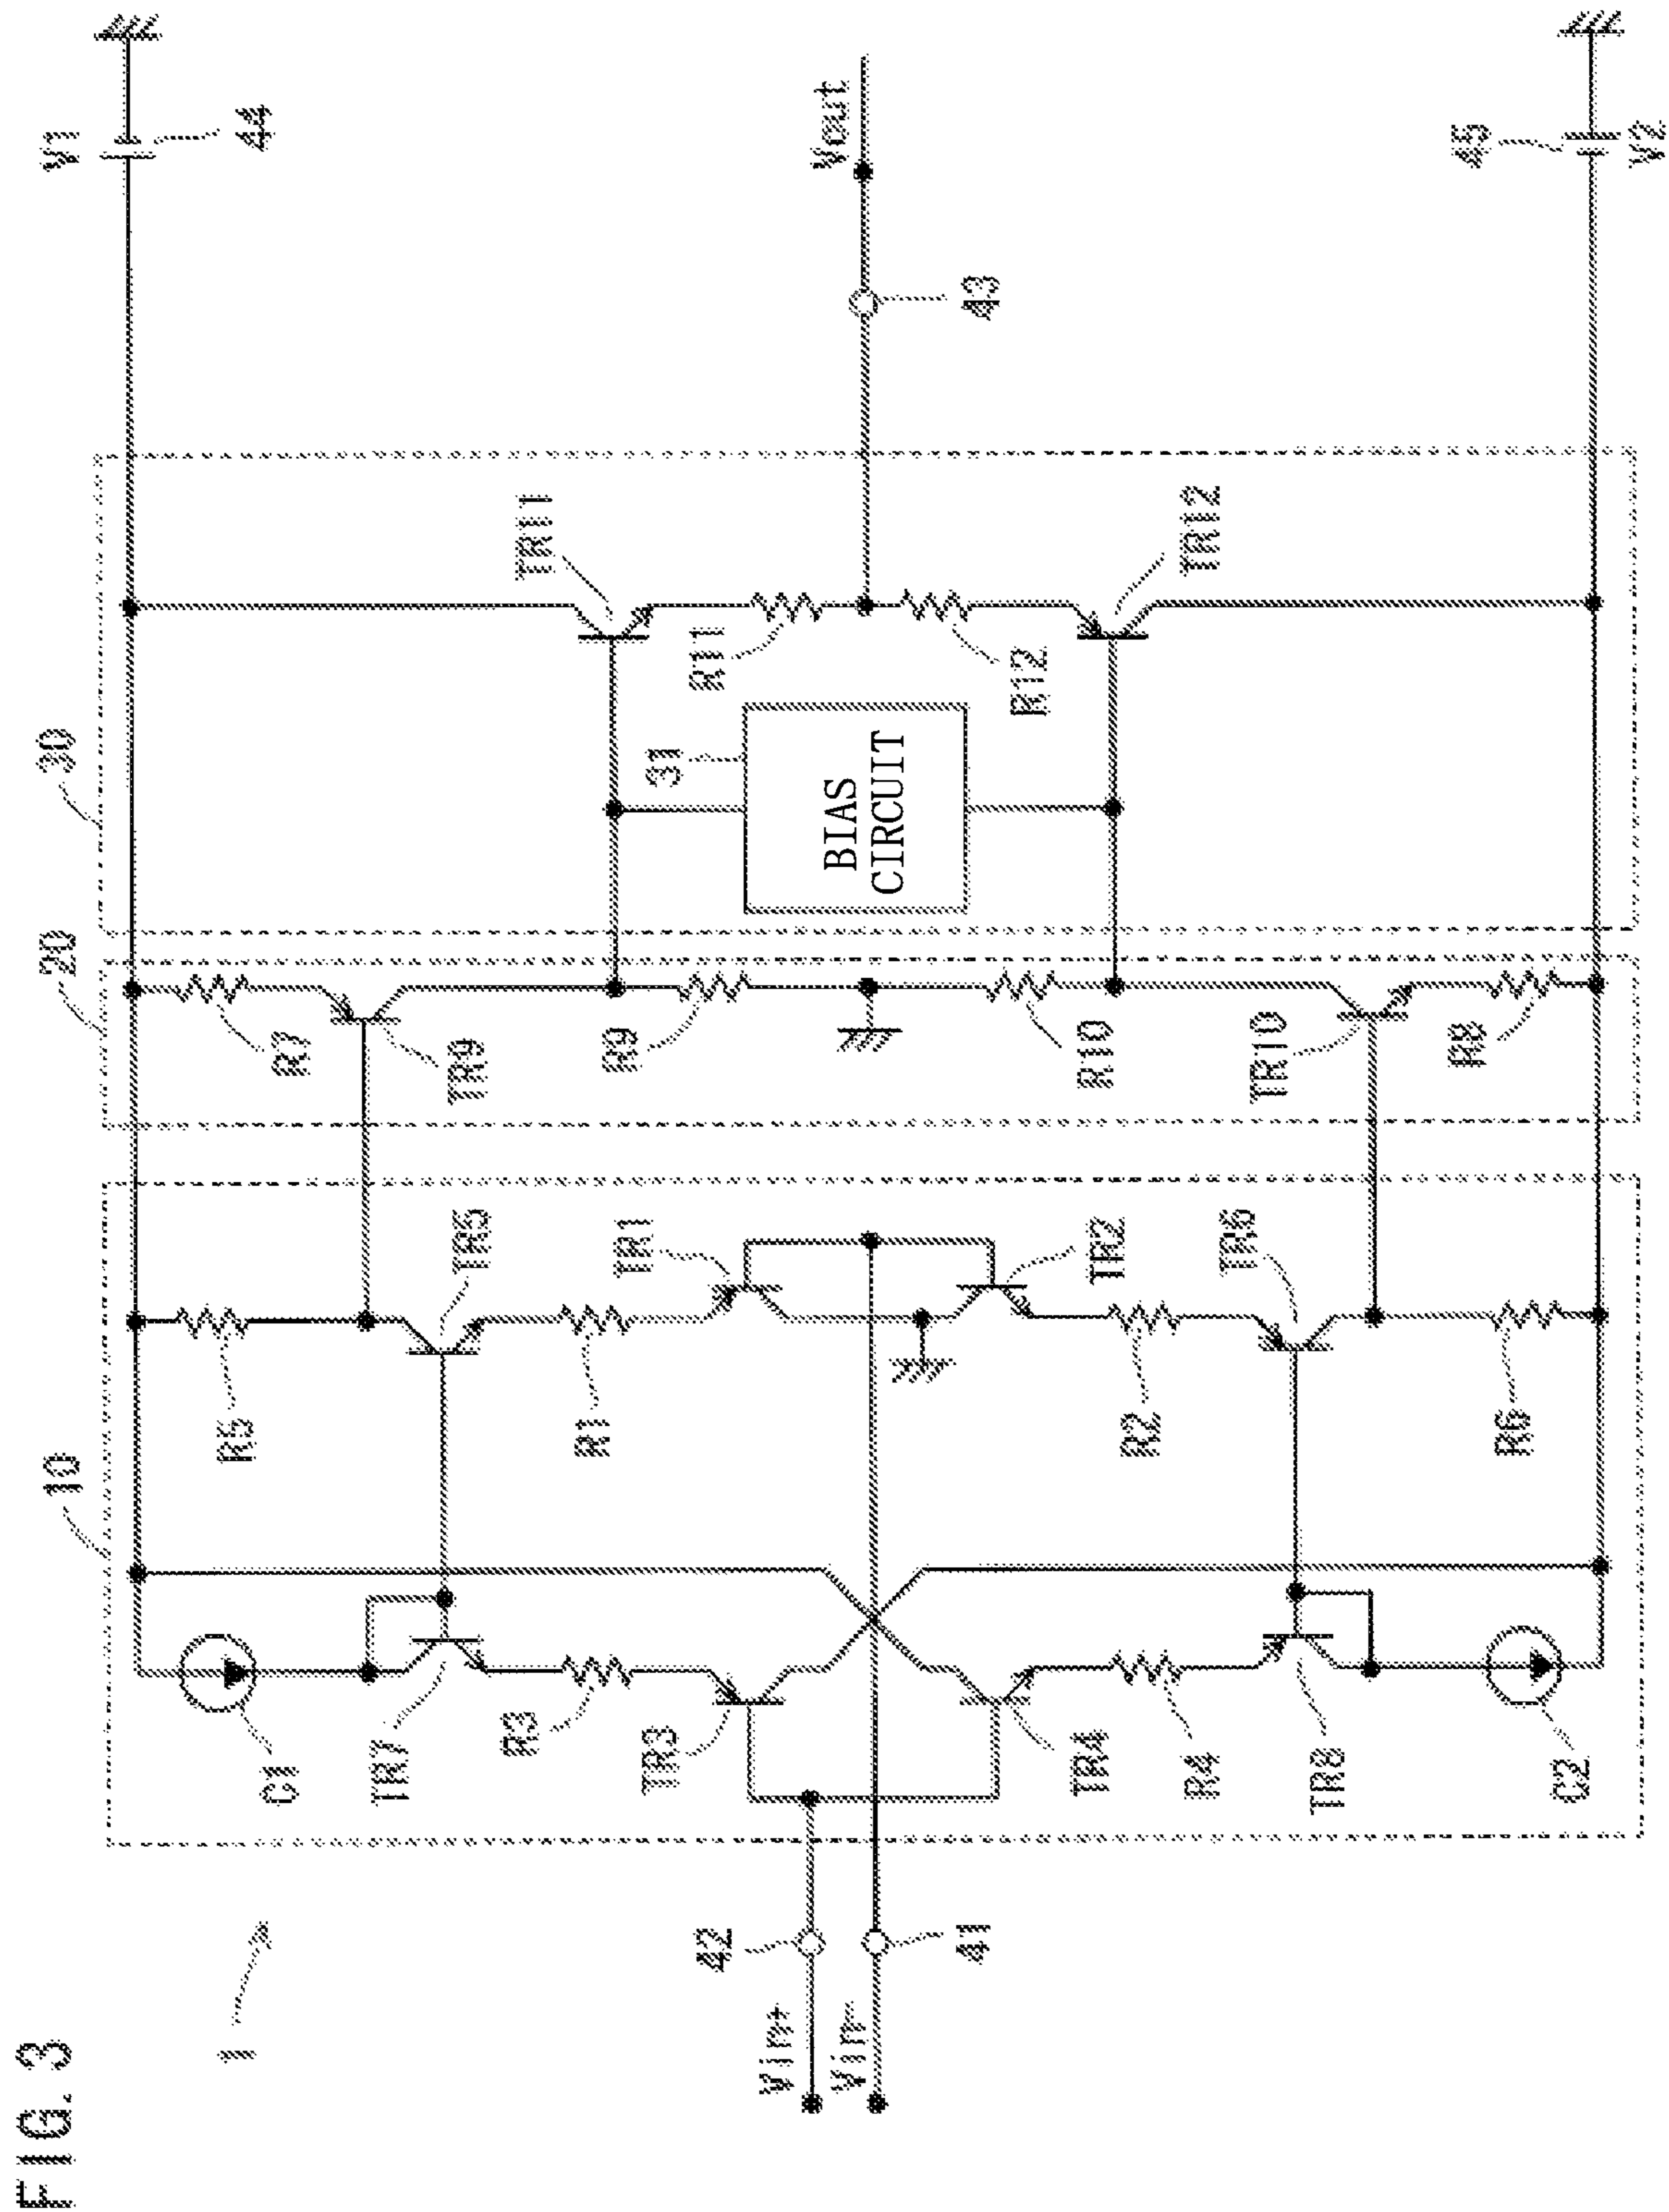 FIG. 3
1
10
20
30
V1
44
C1
R5
R7
TR7
TR5
TR9
TR11
R3
R1
R9
R11
31
BIAS
CIRCUIT
TR3
TR1
Vin+
42
Vin-
41
43
Vout
TR4
TR2
R10
R12
R4
R2
TR8
TR6
TR10
TR12
C2
R6
R8
45
V2